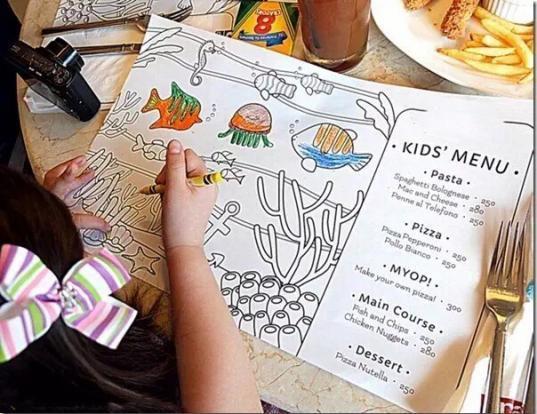 8
KIDS' MENU
• Pasta •
Spaghetti Bolognese • 250
Mac and Cheese • 280
Penne al Telefono • 250
• Pizza •
Pizza Pepperoni • 250
Pollo Bianco • 250
• MYOP! •
Make your own pizza! • 300
• Main Course •
Fish and Chips • 250
Chicken Nuggets • 280
• Dessert •
Pizza Nutella • 250